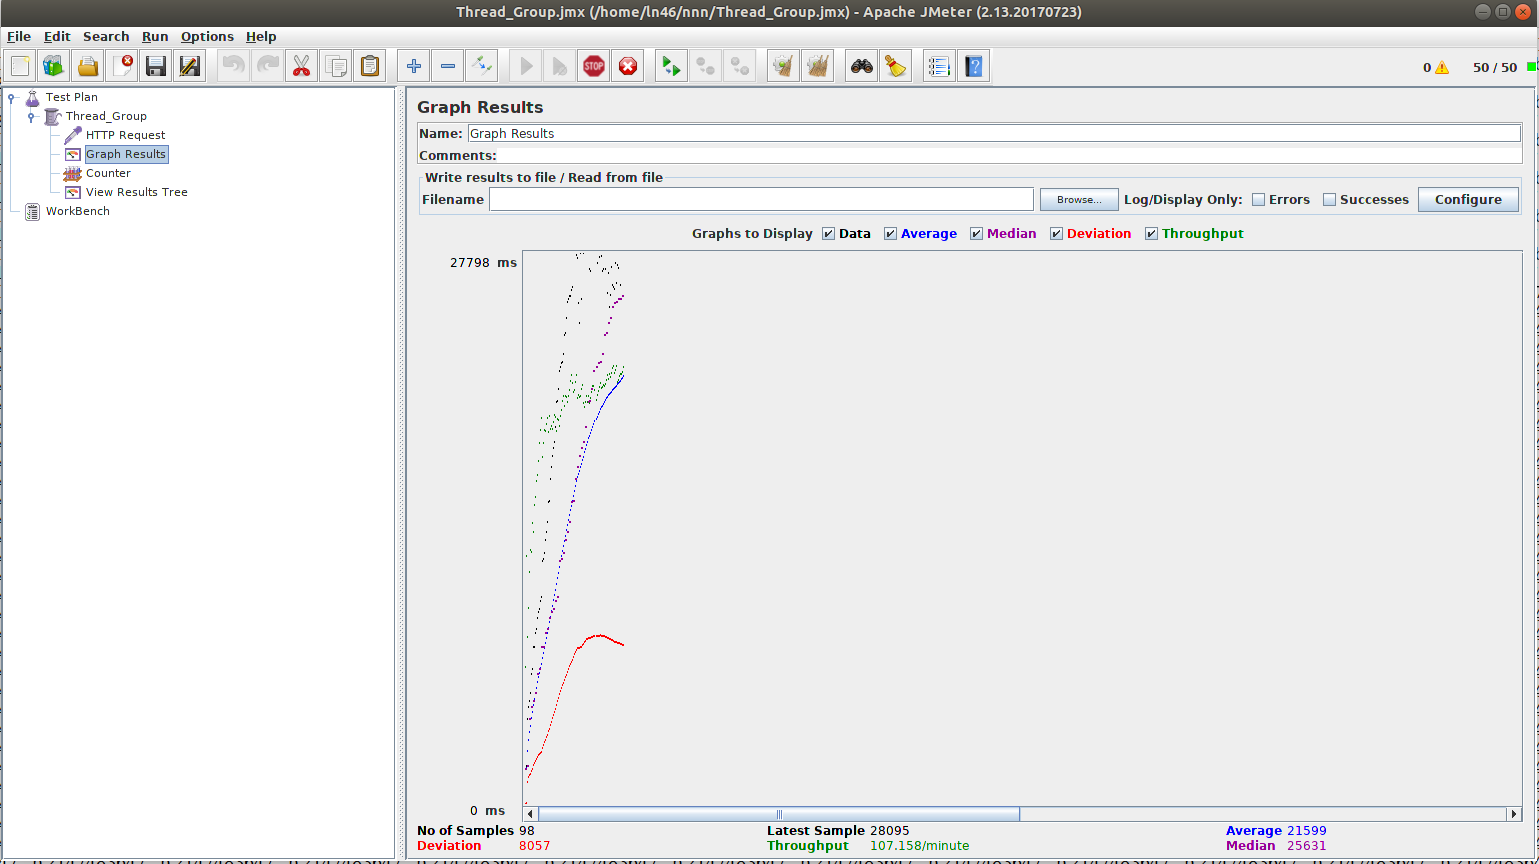 Thread_Group.jmx (/home/ln46/nnn/Thread_Group.jmx) - Apache JMeter (2.13.20170723)
File Edit Search Run Options Help
STOP
0 50 / 50
Test Plan
Thread_Group
HTTP Request
Graph Results
Counter
View Results Tree
WorkBench
Graph Results
Name: Graph Results
Comments:
Write results to file / Read from file
Filename Browse... Log/Display Only: Errors Successes Configure
Graphs to Display Data Average Median Deviation Throughput
27798 ms
0 ms
No of Samples 98 Latest Sample 28095 Average 21599
Deviation 8057 Throughput 107.158/minute Median 25631